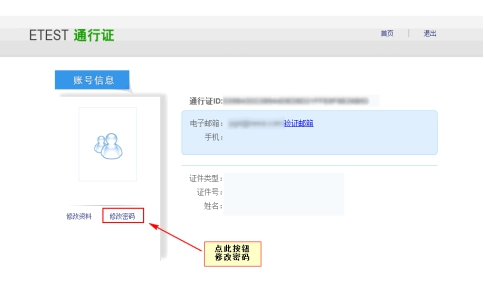 ETEST 通行证
首页 | 退出
账号信息
通行证ID:
电子邮箱: 验证邮箱
手机:
证件类型:
证件号:
姓名:
修改资料 修改密码
点此按钮
修改密码